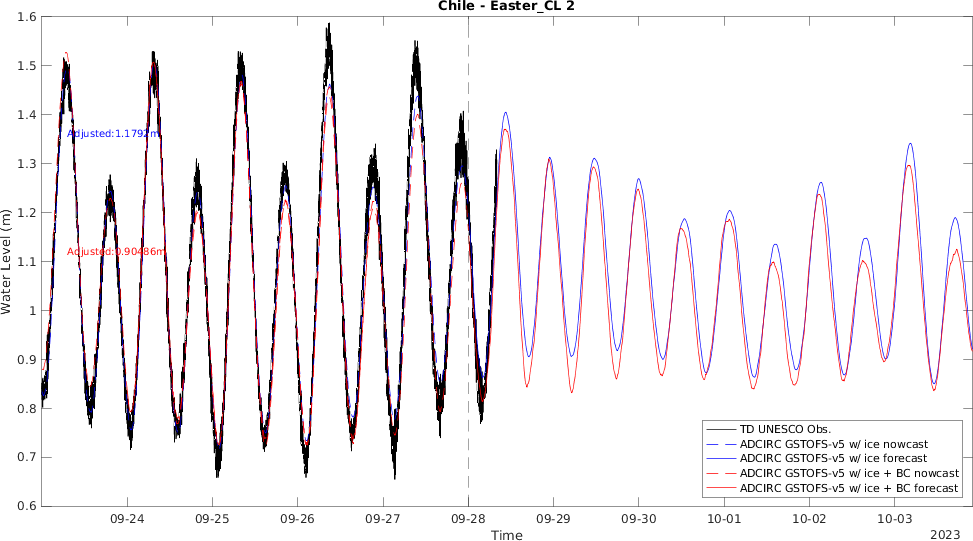 Chile - Easter_CL 2
1.6
1.5
1.4
1.3
1.2
1.1
1
0.9
0.8
0.7
0.6
Water Level (m)
Adjusted:1.1792m
Adjusted:0.90486m
TD UNESCO Obs.
ADCIRC GSTOFS-v5 w/ ice nowcast
ADCIRC GSTOFS-v5 w/ ice forecast
ADCIRC GSTOFS-v5 w/ ice + BC nowcast
ADCIRC GSTOFS-v5 w/ ice + BC forecast
09-24 09-25 09-26 09-27 09-28 09-29 09-30 10-01 10-02 10-03
Time
2023